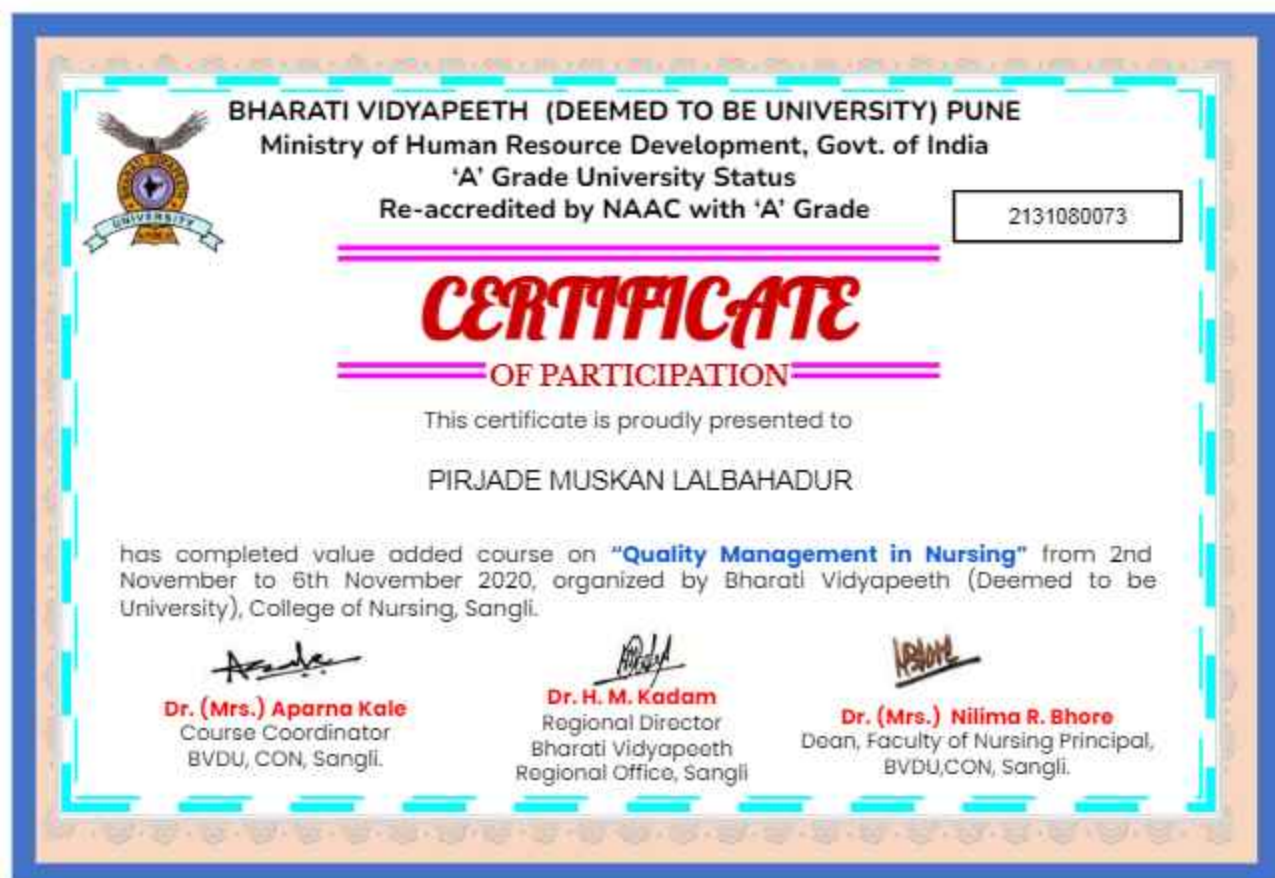 BHARATI VIDYAPEETH (DEEMED TO BE UNIVERSITY) PUNE
Ministry of Human Resource Development, Govt. of India
‘A’ Grade University Status
Re-accredited by NAAC with ‘A’ Grade
2131080073
BHARATI VIDYAPEETH
UNIVERSITY
CERTIFICATE
OF PARTICIPATION
This certificate is proudly presented to
PIRJADE MUSKAN LALBAHADUR
has completed value added course on “Quality Management in Nursing” from 2nd
November to 6th November 2020, organized by Bharati Vidyapeeth (Deemed to be
University), College of Nursing, Sangli.
Dr. (Mrs.) Aparna Kale
Course Coordinator
BVDU, CON, Sangli.
Dr. H. M. Kadam
Regional Director
Bharati Vidyapeeth
Regional Office, Sangli
Dr. (Mrs.) Nilima R. Bhore
Dean, Faculty of Nursing Principal,
BVDU,CON, Sangli.